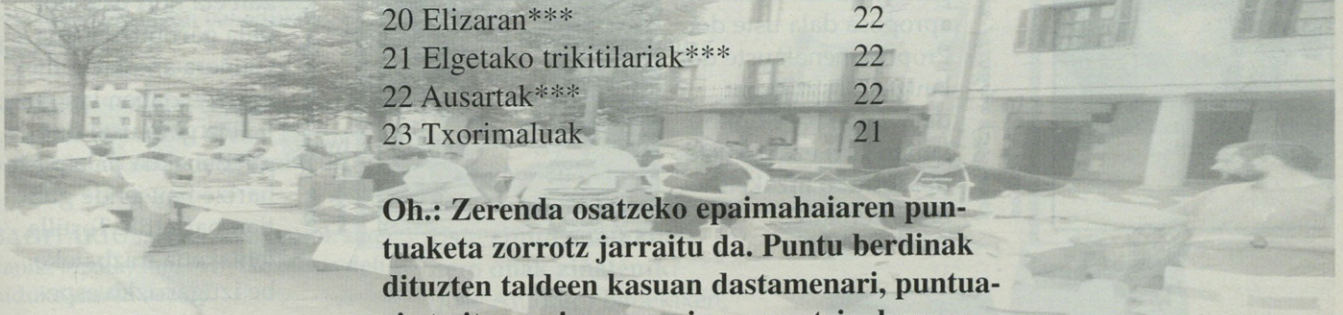 20 Elizaran*** 22
21 Elgetako trikitilariak*** 22
22 Ausartak*** 22
23 Txorimaluak 21
Oh.: Zerenda osatzeko epaimahaiaren pun-
tuaketa zorrotz jarraitu da. Puntu berdinak
dituzten taldeen kasuan dastamenari, puntua-